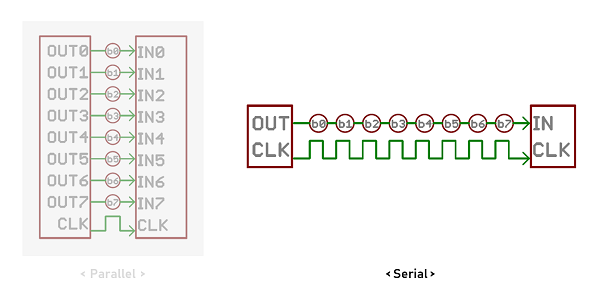 OUT0 b0 IN0
OUT1 b1 IN1
OUT2 b2 IN2
OUT3 b3 IN3
OUT4 b4 IN4
OUT5 b5 IN5
OUT6 b6 IN6
OUT7 b7 IN7
CLK CLK
< Parallel >
OUT b0 b1 b2 b3 b4 b5 b6 b7 IN
CLK CLK
< Serial >